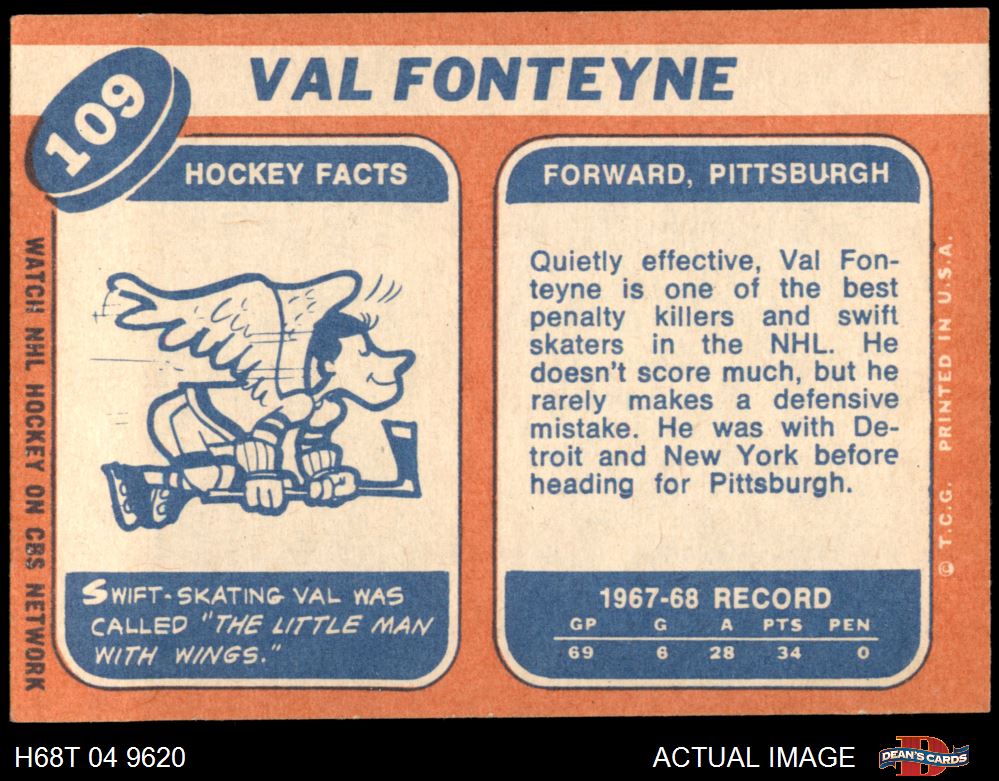 109
VAL FONTEYNE
HOCKEY FACTS
SWIFT-SKATING VAL WAS
CALLED "THE LITTLE MAN
WITH WINGS."
FORWARD, PITTSBURGH
Quietly effective, Val Fon-
teyne is one of the best
penalty killers and swift
skaters in the NHL. He
doesn't score much, but he
rarely makes a defensive
mistake. He was with De-
troit and New York before
heading for Pittsburgh.
1967-68 RECORD
GP G A PTS PEN
69 6 28 34 0
WATCH NHL HOCKEY ON CBS NETWORK
© T.C.G. PRINTED IN U.S.A.
H68T 04 9620
ACTUAL IMAGE
DEAN'S CARDS